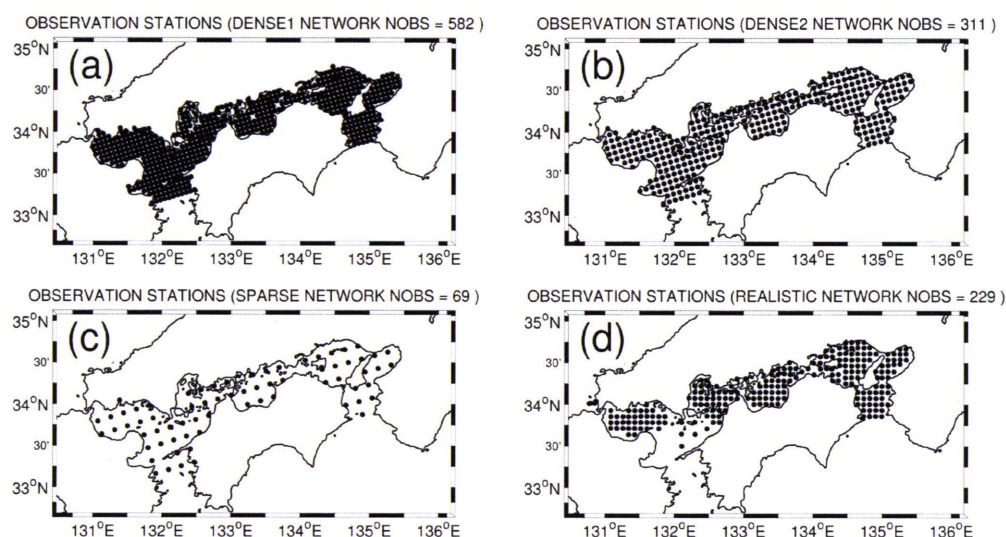 OBSERVATION STATIONS (DENSE1 NETWORK NOBS = 582 )
(a)
35°N
30'
34°N
30'
33°N
131°E 132°E 133°E 134°E 135°E 136°E
OBSERVATION STATIONS (DENSE2 NETWORK NOBS = 311 )
(b)
35°N
30'
34°N
30'
33°N
131°E 132°E 133°E 134°E 135°E 136°E
OBSERVATION STATIONS (SPARSE NETWORK NOBS = 69 )
(c)
35°N
30'
34°N
30'
33°N
131°E 132°E 133°E 134°E 135°E 136°E
OBSERVATION STATIONS (REALISTIC NETWORK NOBS = 229 )
(d)
35°N
30'
34°N
30'
33°N
131°E 132°E 133°E 134°E 135°E 136°E